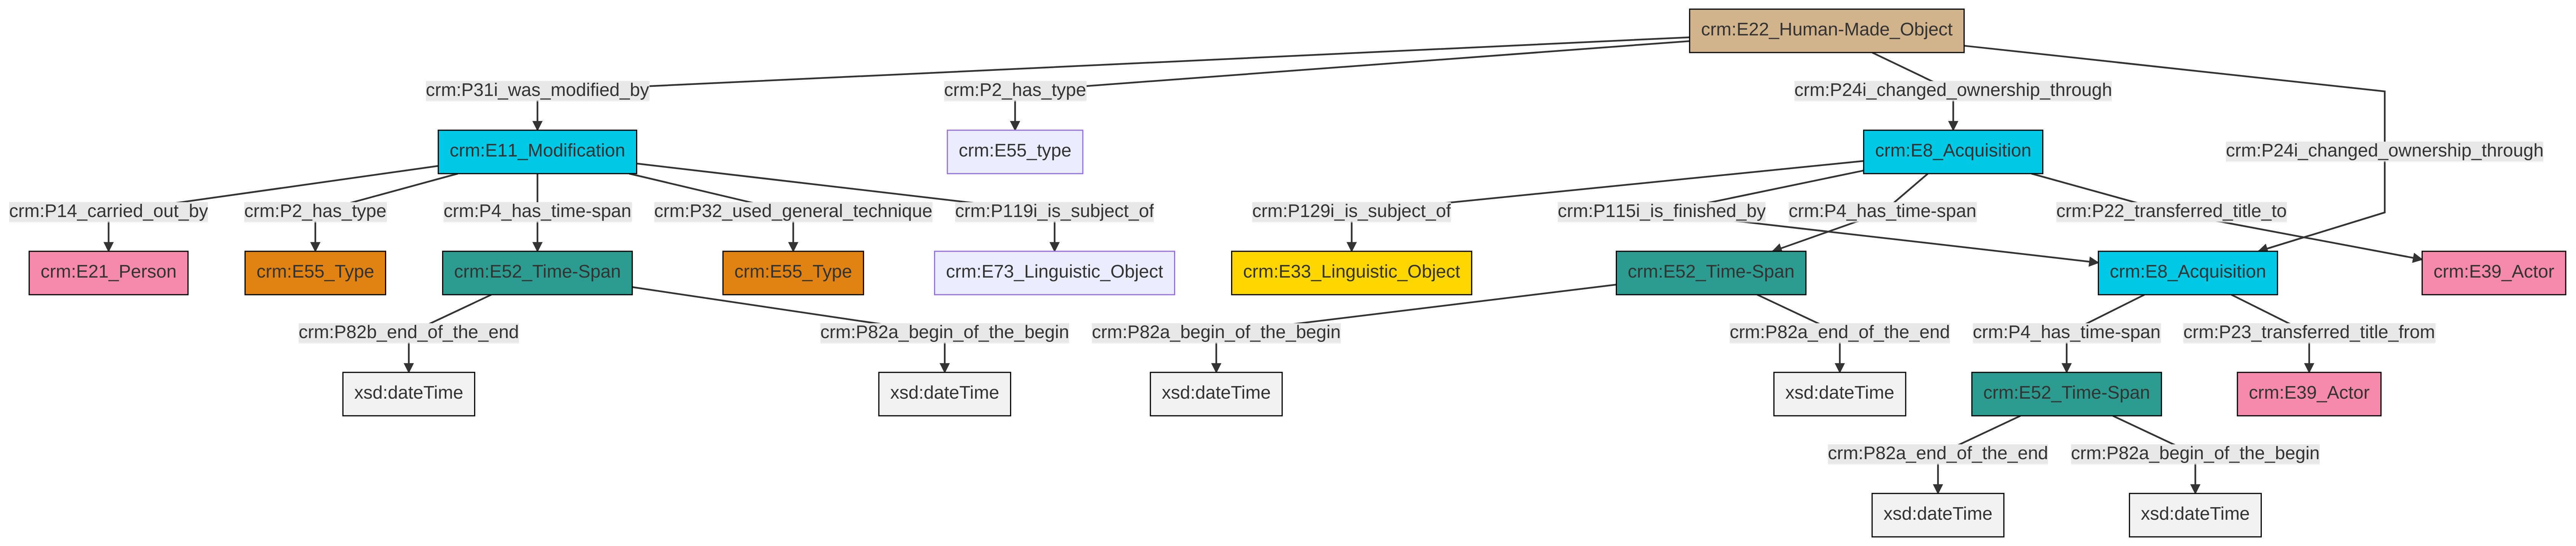 crm:E22_Human-Made_Object
crm:P31i_was_modified_by
crm:P2_has_type
crm:P24i_changed_ownership_through
crm:P24i_changed_ownership_through
crm:E11_Modification
crm:E55_type
crm:E8_Acquisition
crm:P14_carried_out_by
crm:P2_has_type
crm:P4_has_time-span
crm:P32_used_general_technique
crm:P119i_is_subject_of
crm:P129i_is_subject_of
crm:P115i_is_finished_by
crm:P4_has_time-span
crm:P22_transferred_title_to
crm:E21_Person
crm:E55_Type
crm:E52_Time-Span
crm:E55_Type
crm:E73_Linguistic_Object
crm:E33_Linguistic_Object
crm:E52_Time-Span
crm:E8_Acquisition
crm:E39_Actor
crm:P82b_end_of_the_end
crm:P82a_begin_of_the_begin
crm:P82a_begin_of_the_begin
crm:P82a_end_of_the_end
crm:P4_has_time-span
crm:P23_transferred_title_from
xsd:dateTime
xsd:dateTime
xsd:dateTime
xsd:dateTime
crm:E52_Time-Span
crm:E39_Actor
crm:P82a_end_of_the_end
crm:P82a_begin_of_the_begin
xsd:dateTime
xsd:dateTime